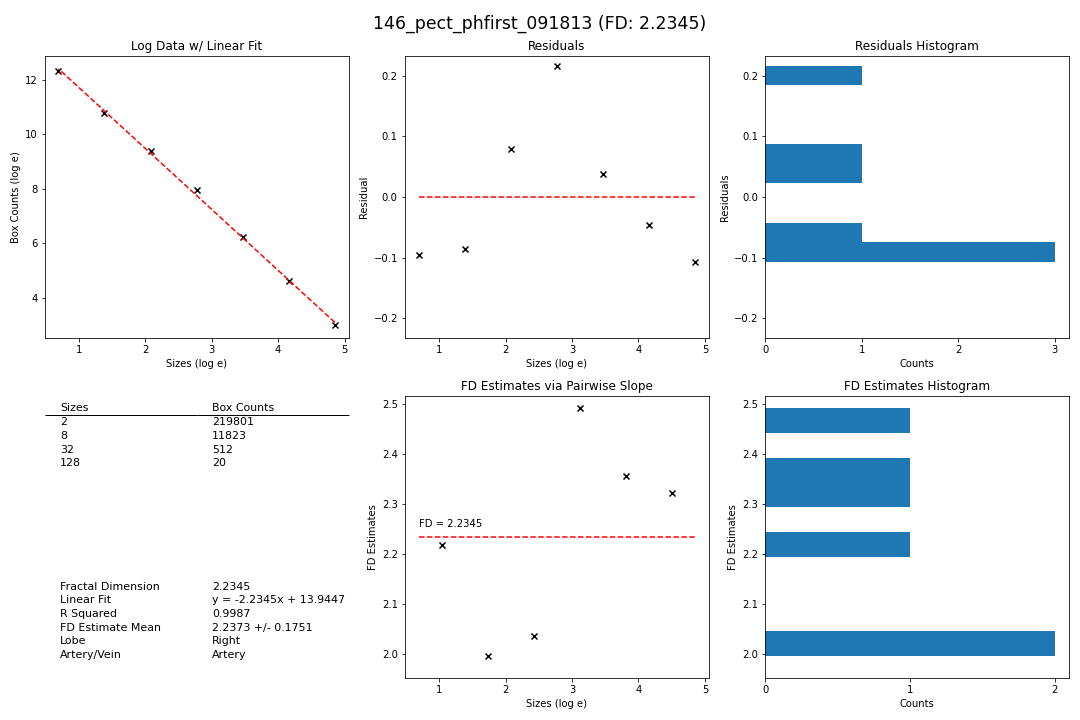 146_pect_phfirst_091813 (FD: 2.2345)
Log Data w/ Linear Fit
Box Counts (log e)
12
10
8
6
4
1 2 3 4 5
Sizes (log e)
Residuals
Residual
0.2
0.1
0.0
−0.1
−0.2
1 2 3 4 5
Sizes (log e)
Residuals Histogram
Residuals
0.2
0.1
0.0
−0.1
−0.2
0 1 2 3
Counts
Sizes Box Counts
2 219801
8 11823
32 512
128 20
Fractal Dimension 2.2345
Linear Fit y = -2.2345x + 13.9447
R Squared 0.9987
FD Estimate Mean 2.2373 +/- 0.1751
Lobe Right
Artery/Vein Artery
FD Estimates via Pairwise Slope
FD Estimates
2.5
2.4
2.3
2.2
2.1
2.0
FD = 2.2345
1 2 3 4 5
Sizes (log e)
FD Estimates Histogram
FD Estimates
2.5
2.4
2.3
2.2
2.1
2.0
0 1 2
Counts